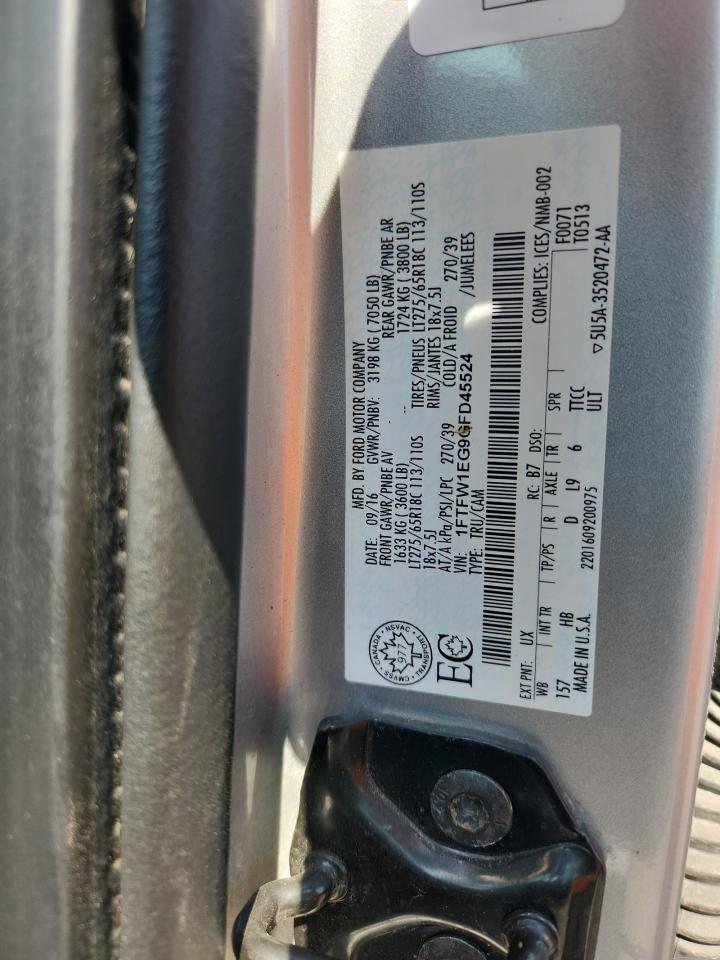 MFD. BY FORD MOTOR COMPANY
DATE: 09/16 GVWR/PNBV: 3198 KG ( 7050 LB)
FRONT GAWR/PNBE AV REAR GAWR/PNBE AR
1633 KG ( 3600 LB) -- 1724 KG ( 3800 LB)
LT275/65R18C 113/110S TIRES/PNEUS LT275/65R18C 113/110S
18x7.5J RIMS/JANTES 18x7.5J
AT/A kPa/PSI/LPC 270/39 COLD/A FROID 270/39
VIN: 1FTFW1EG9GFD45524 /JUMELEES
TYPE: TRU/CAM
CANADA • NSVAC • TRANSPORT • CMVSS •
977
EC
EXT PNT: UX RC: B7 DSO: COMPLIES: ICES/NMB-002
WB INT TR TP/PS R AXLE TR SPR F0071
157 HB D L9 6 TTCC T0513
MADE IN U.S.A. 2201609200975 ULT ▽5U5A-3520472-AA